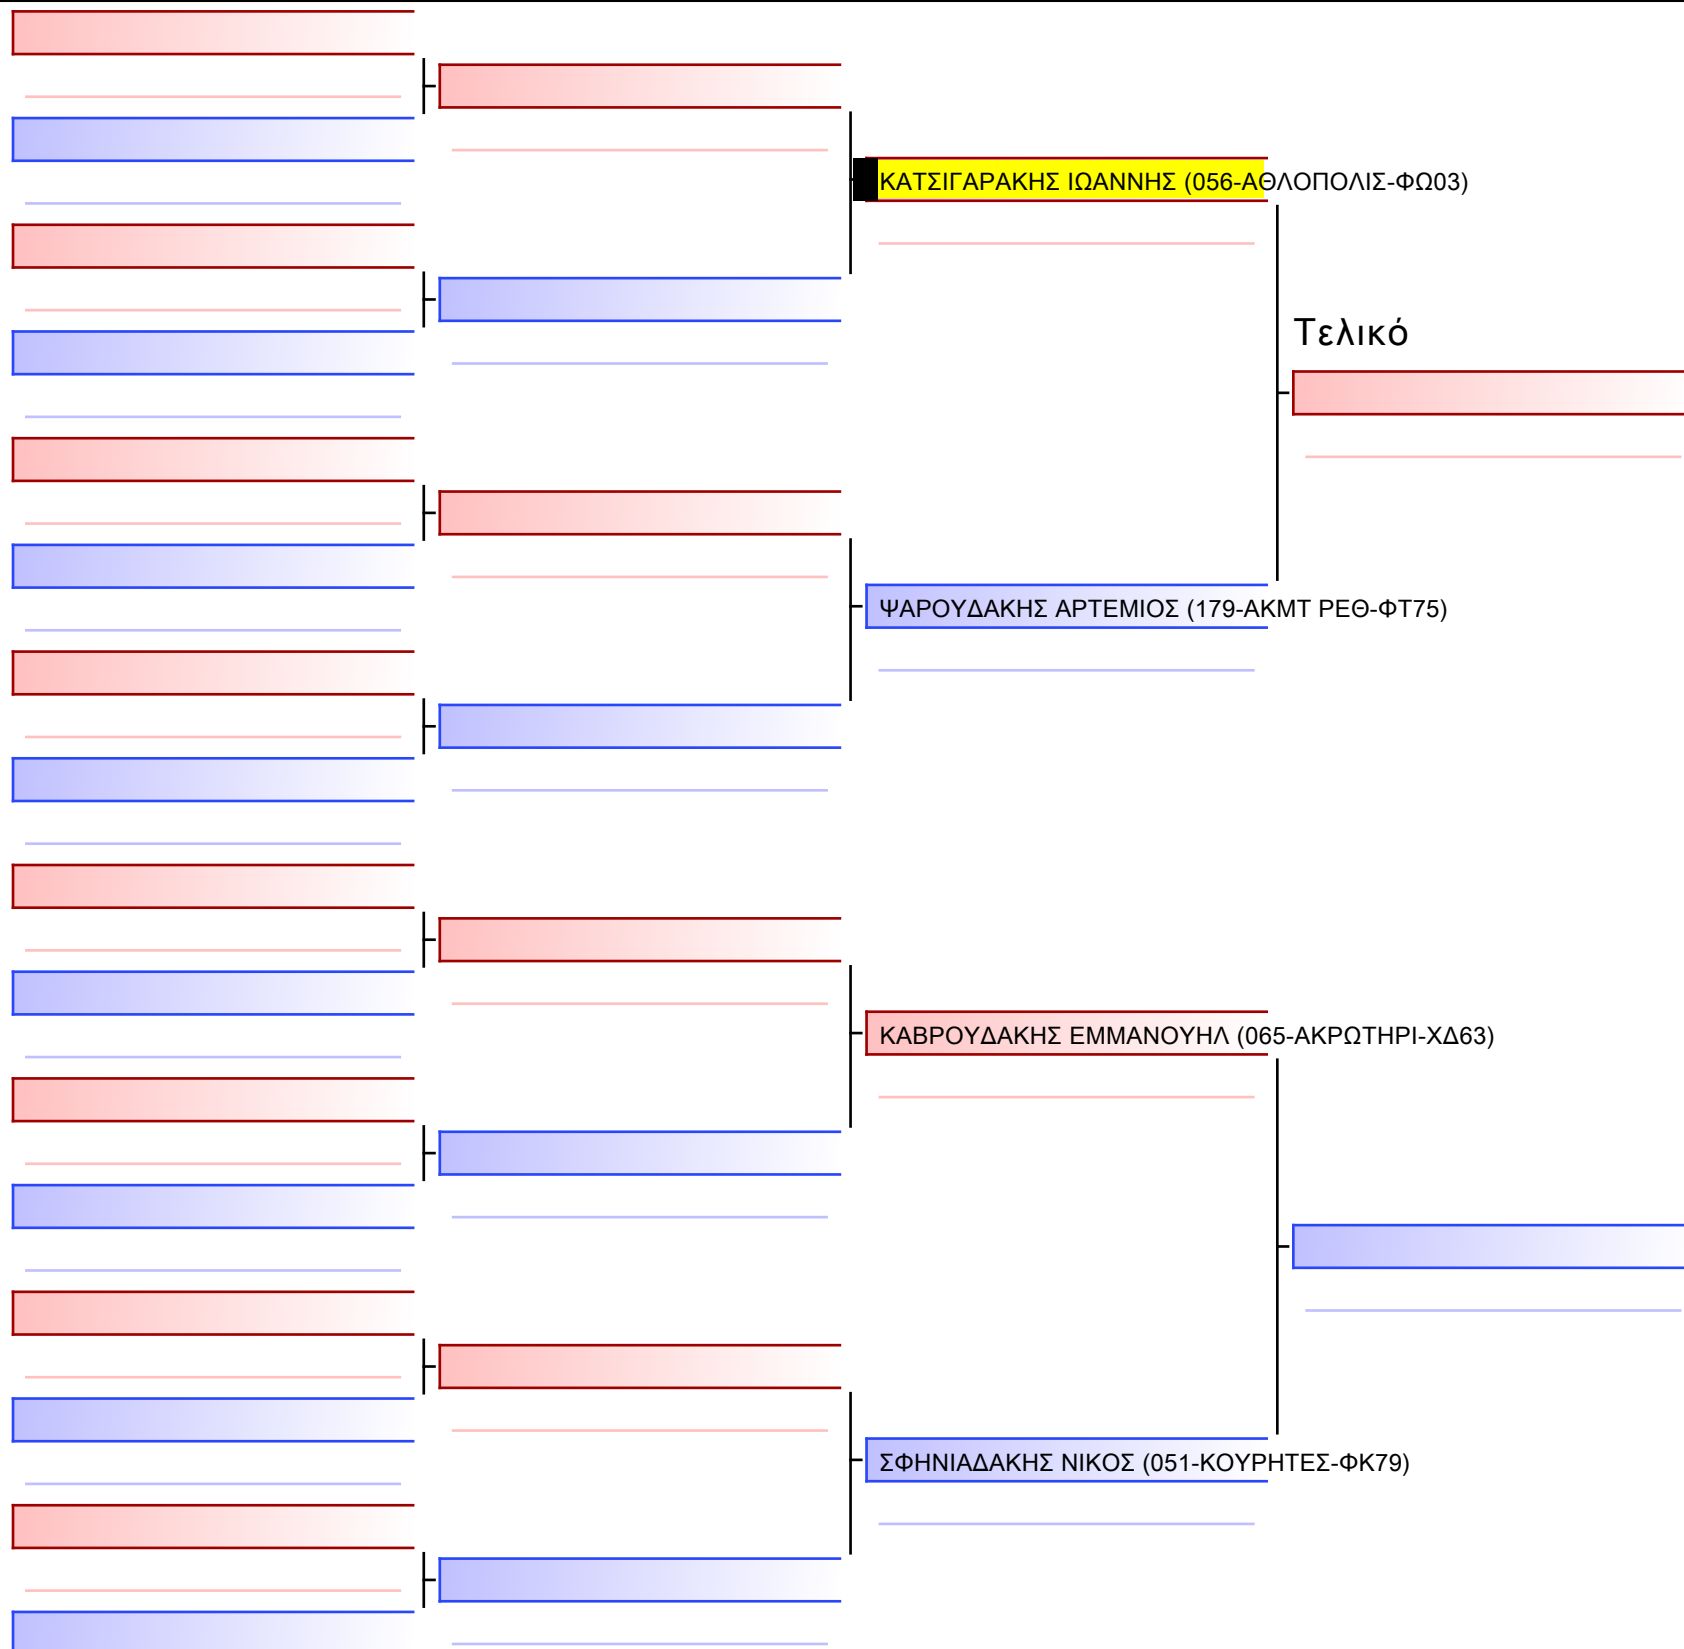 ΚΑΤΣΙΓΑΡΑΚΗΣ ΙΩΑΝΝΗΣ (056-ΑΘΛΟΠΟΛΙΣ-ΦΩ03)
Τελικό
ΨΑΡΟΥΔΑΚΗΣ ΑΡΤΕΜΙΟΣ (179-ΑΚΜΤ ΡΕΘ-ΦΤ75)
ΚΑΒΡΟΥΔΑΚΗΣ ΕΜΜΑΝΟΥΗΛ (065-ΑΚΡΩΤΗΡΙ-ΧΔ63)
ΣΦΗΝΙΑΔΑΚΗΣ ΝΙΚΟΣ (051-ΚΟΥΡΗΤΕΣ-ΦΚ79)